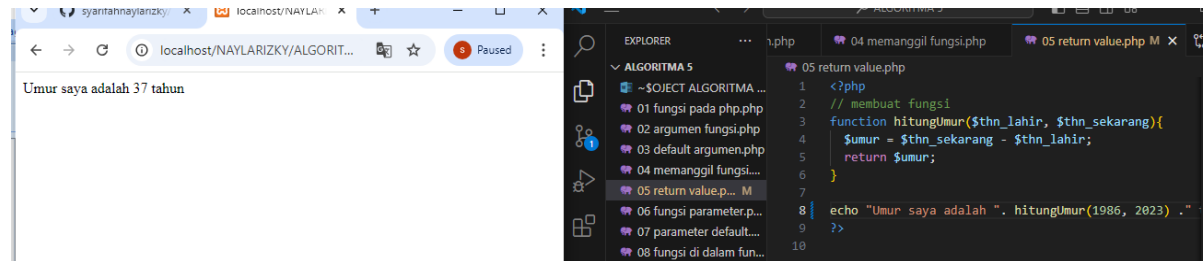 syarifahnaylarizky/
localhost/NAYLAR
localhost/NAYLARIZKY/ALGORIT...
S Paused
Umur saya adalah 37 tahun
ALGORITMA 5
EXPLORER
ALGORITMA 5
~$OJECT ALGORITMA ...
01 fungsi pada php.php
02 argumen fungsi.php
03 default argumen.php
04 memanggil fungsi....
05 return value.p... M
06 fungsi parameter.p...
07 parameter default....
08 fungsi di dalam fun...
1
n.php
04 memanggil fungsi.php
05 return value.php M
05 return value.php
1 <?php
2 // membuat fungsi
3 function hitungUmur($thn_lahir, $thn_sekarang){
4 $umur = $thn_sekarang - $thn_lahir;
5 return $umur;
6 }
7
8 echo "Umur saya adalah ". hitungUmur(1986, 2023) ."
9 ?>
10